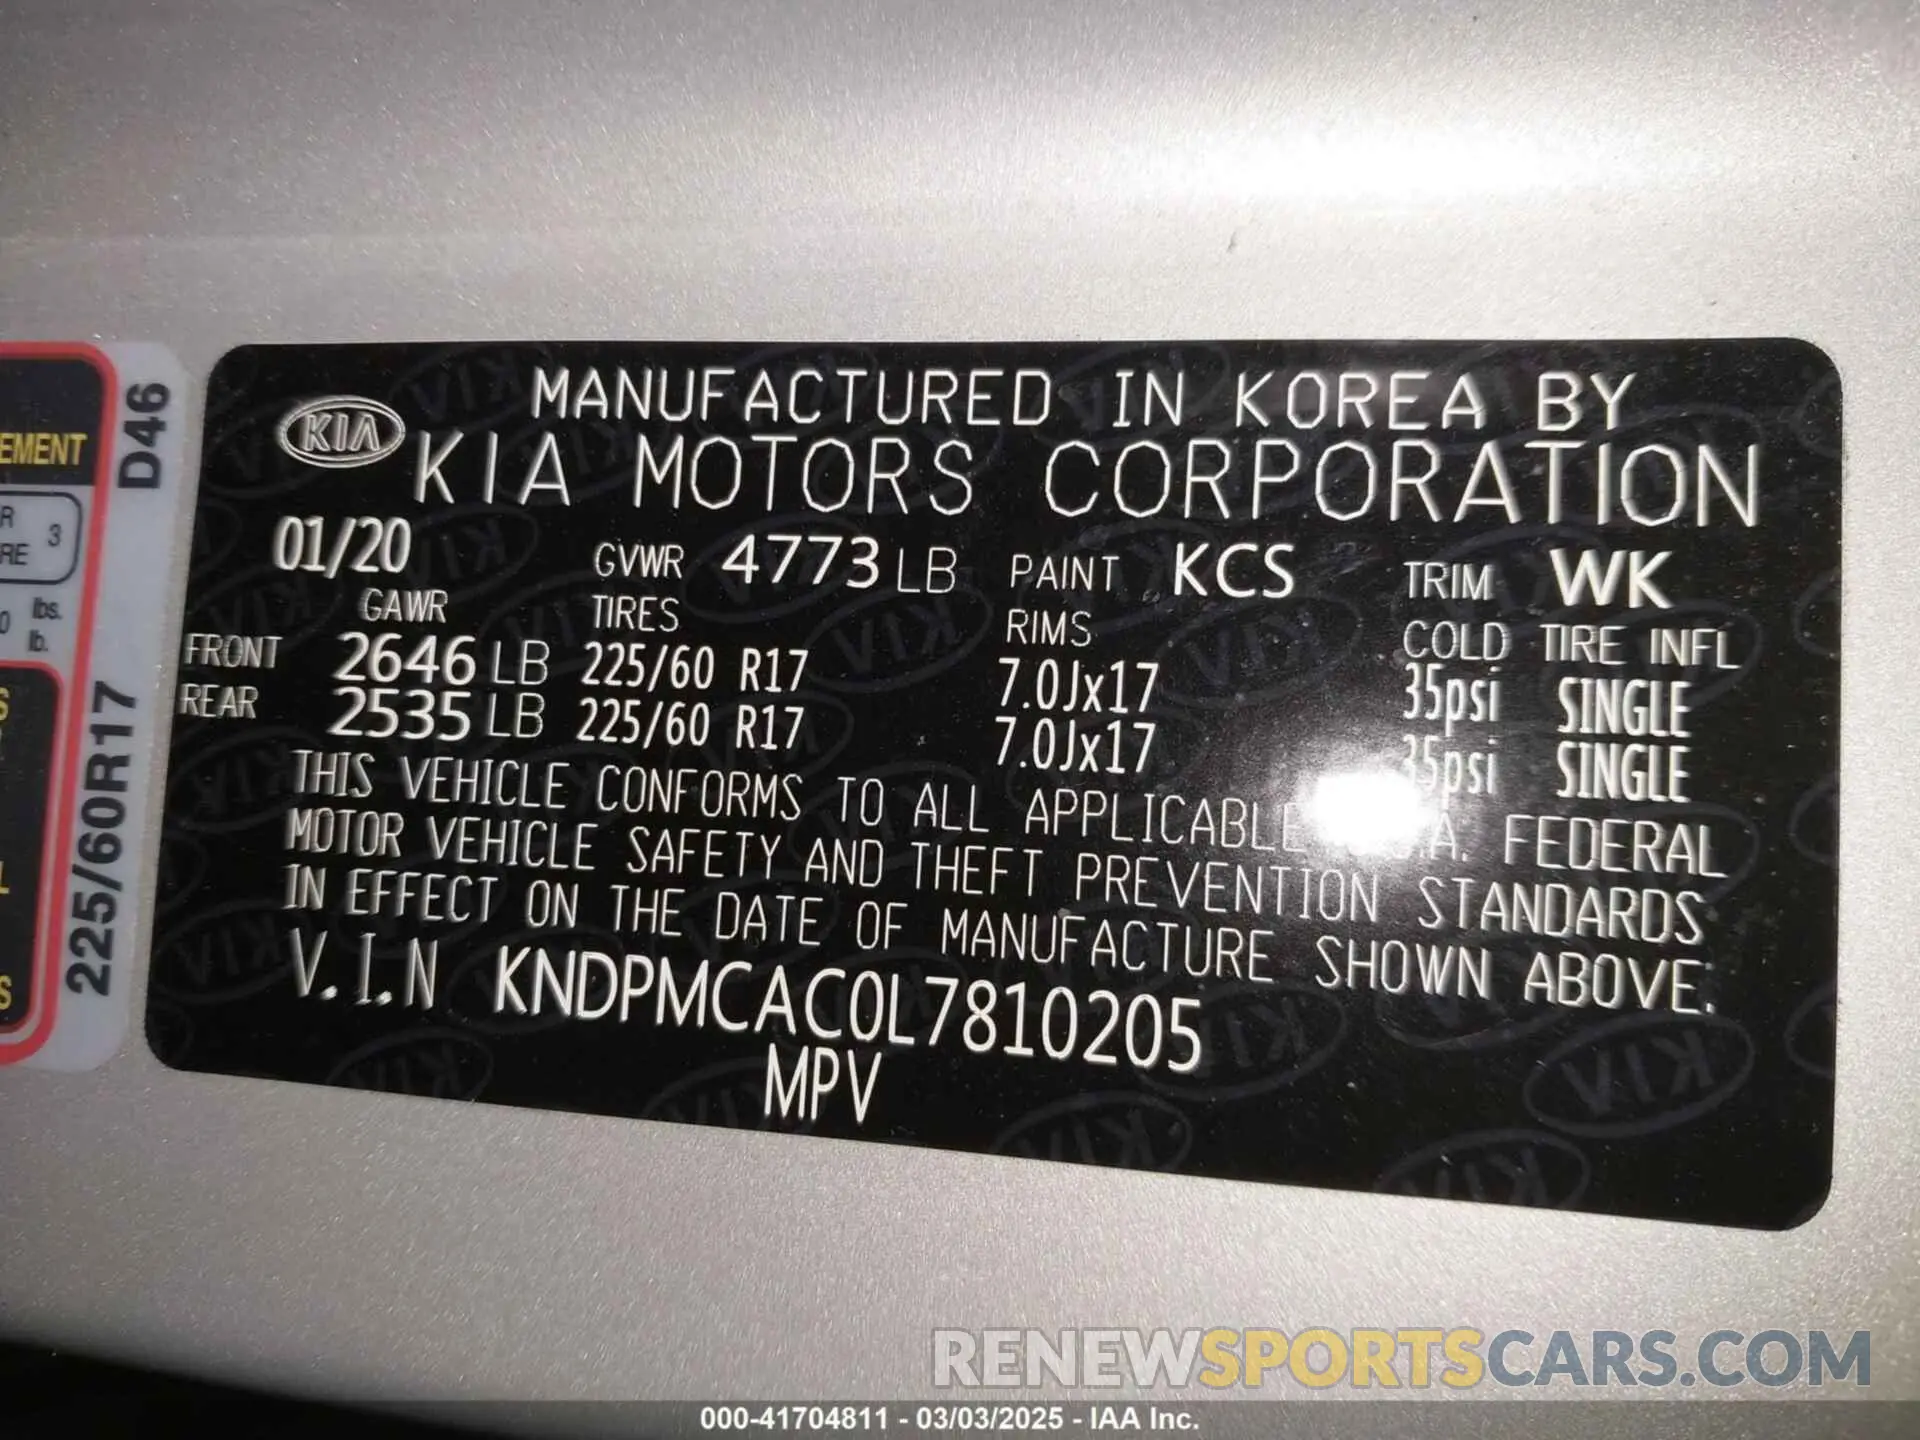 KIA
MANUFACTURED IN KOREA BY
KIA MOTORS CORPORATION
01/20 GVWR 4773 LB PAINT KCS TRIM WK
GAWR TIRES RIMS COLD TIRE INFL
FRONT 2646 LB 225/60 R17 7.0Jx17 35psi SINGLE
REAR 2535 LB 225/60 R17 7.0Jx17 35psi SINGLE
THIS VEHICLE CONFORMS TO ALL APPLICABLE FEDERAL
MOTOR VEHICLE SAFETY AND THEFT PREVENTION STANDARDS
IN EFFECT ON THE DATE OF MANUFACTURE SHOWN ABOVE:
V.I.N KNDPMCAC0L7810205
MPV
D46
225/60R17
3
lbs.
lb.
RENEWSPORTSCARS.COM
000-41704811 - 03/03/2025 - IAA Inc.